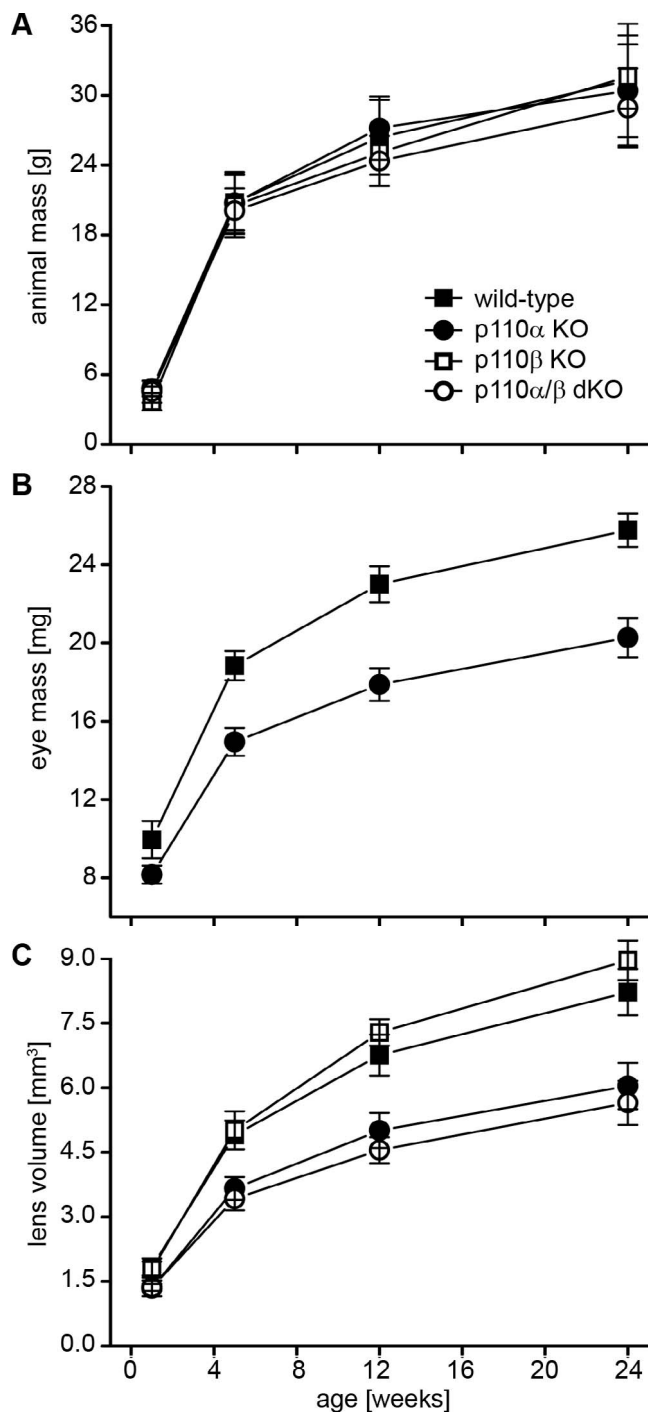 A
36
30
24
18
12
6
0
animal mass [g]
wild-type
p110α KO
p110β KO
p110α/β dKO
B
28
24
20
16
12
8
eye mass [mg]
C
9.0
7.5
6.0
4.5
3.0
1.5
0.0
lens volume [mm³]
0 4 8 12 16 20 24
age [weeks]